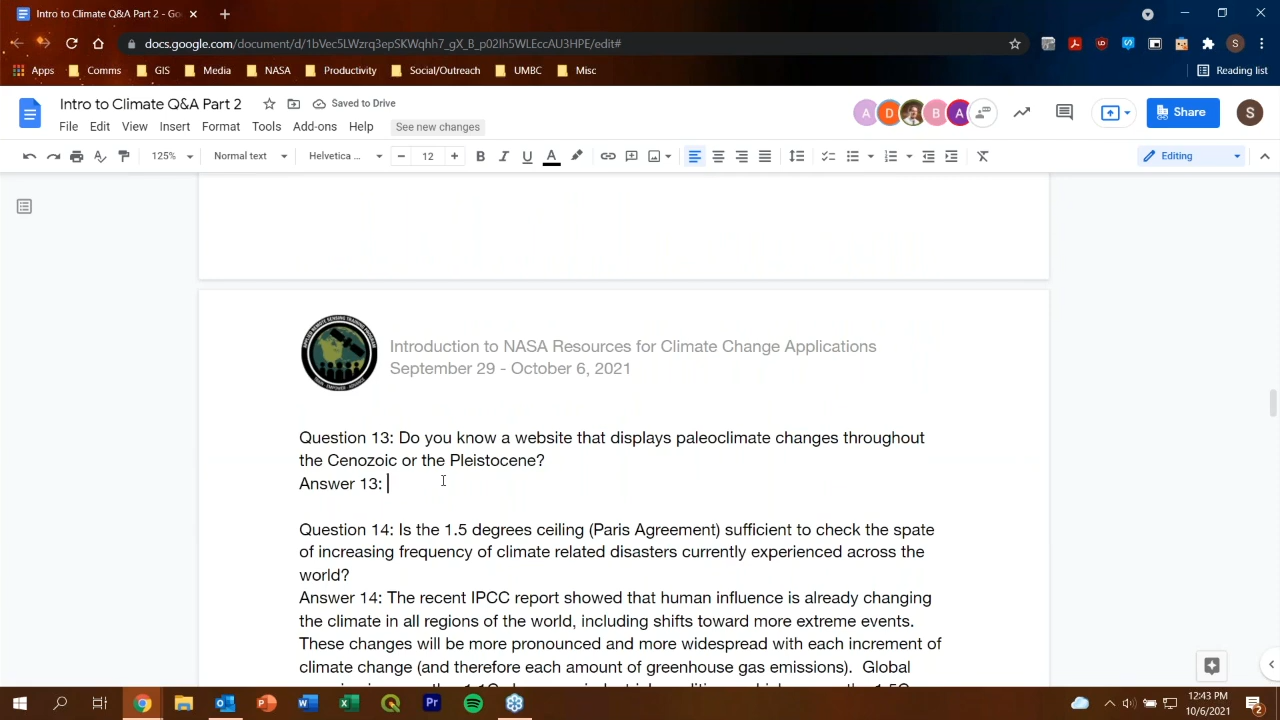 Intro to Climate Q&A Part 2 - Go
docs.google.com/document/d/1bVec5LWzrq3epSKWqhh7_gX_B_p02Ih5WLEccAU3HPE/edit#
Apps Comms GIS Media NASA Productivity Social/Outreach UMBC Misc Reading list
Intro to Climate Q&A Part 2 Saved to Drive
File Edit View Insert Format Tools Add-ons Help See new changes
Share
125% Normal text Helvetica ... 12 Editing
Introduction to NASA Resources for Climate Change Applications
September 29 - October 6, 2021
Question 13: Do you know a website that displays paleoclimate changes throughout
the Cenozoic or the Pleistocene?
Answer 13:
Question 14: Is the 1.5 degrees ceiling (Paris Agreement) sufficient to check the spate
of increasing frequency of climate related disasters currently experienced across the
world?
Answer 14: The recent IPCC report showed that human influence is already changing
the climate in all regions of the world, including shifts toward more extreme events.
These changes will be more pronounced and more widespread with each increment of
climate change (and therefore each amount of greenhouse gas emissions). Global
12:43 PM
10/6/2021